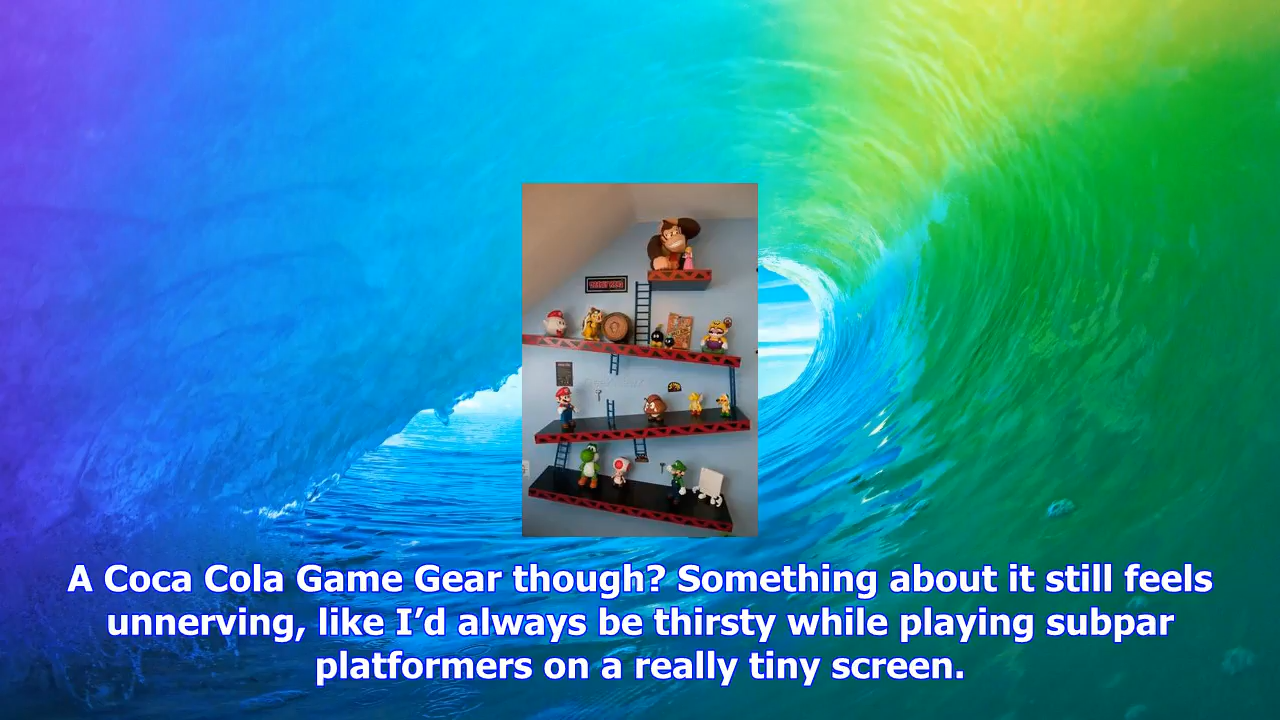 A Coca Cola Game Gear though? Something about it still feels
unnerving, like I’d always be thirsty while playing subpar
platformers on a really tiny screen.